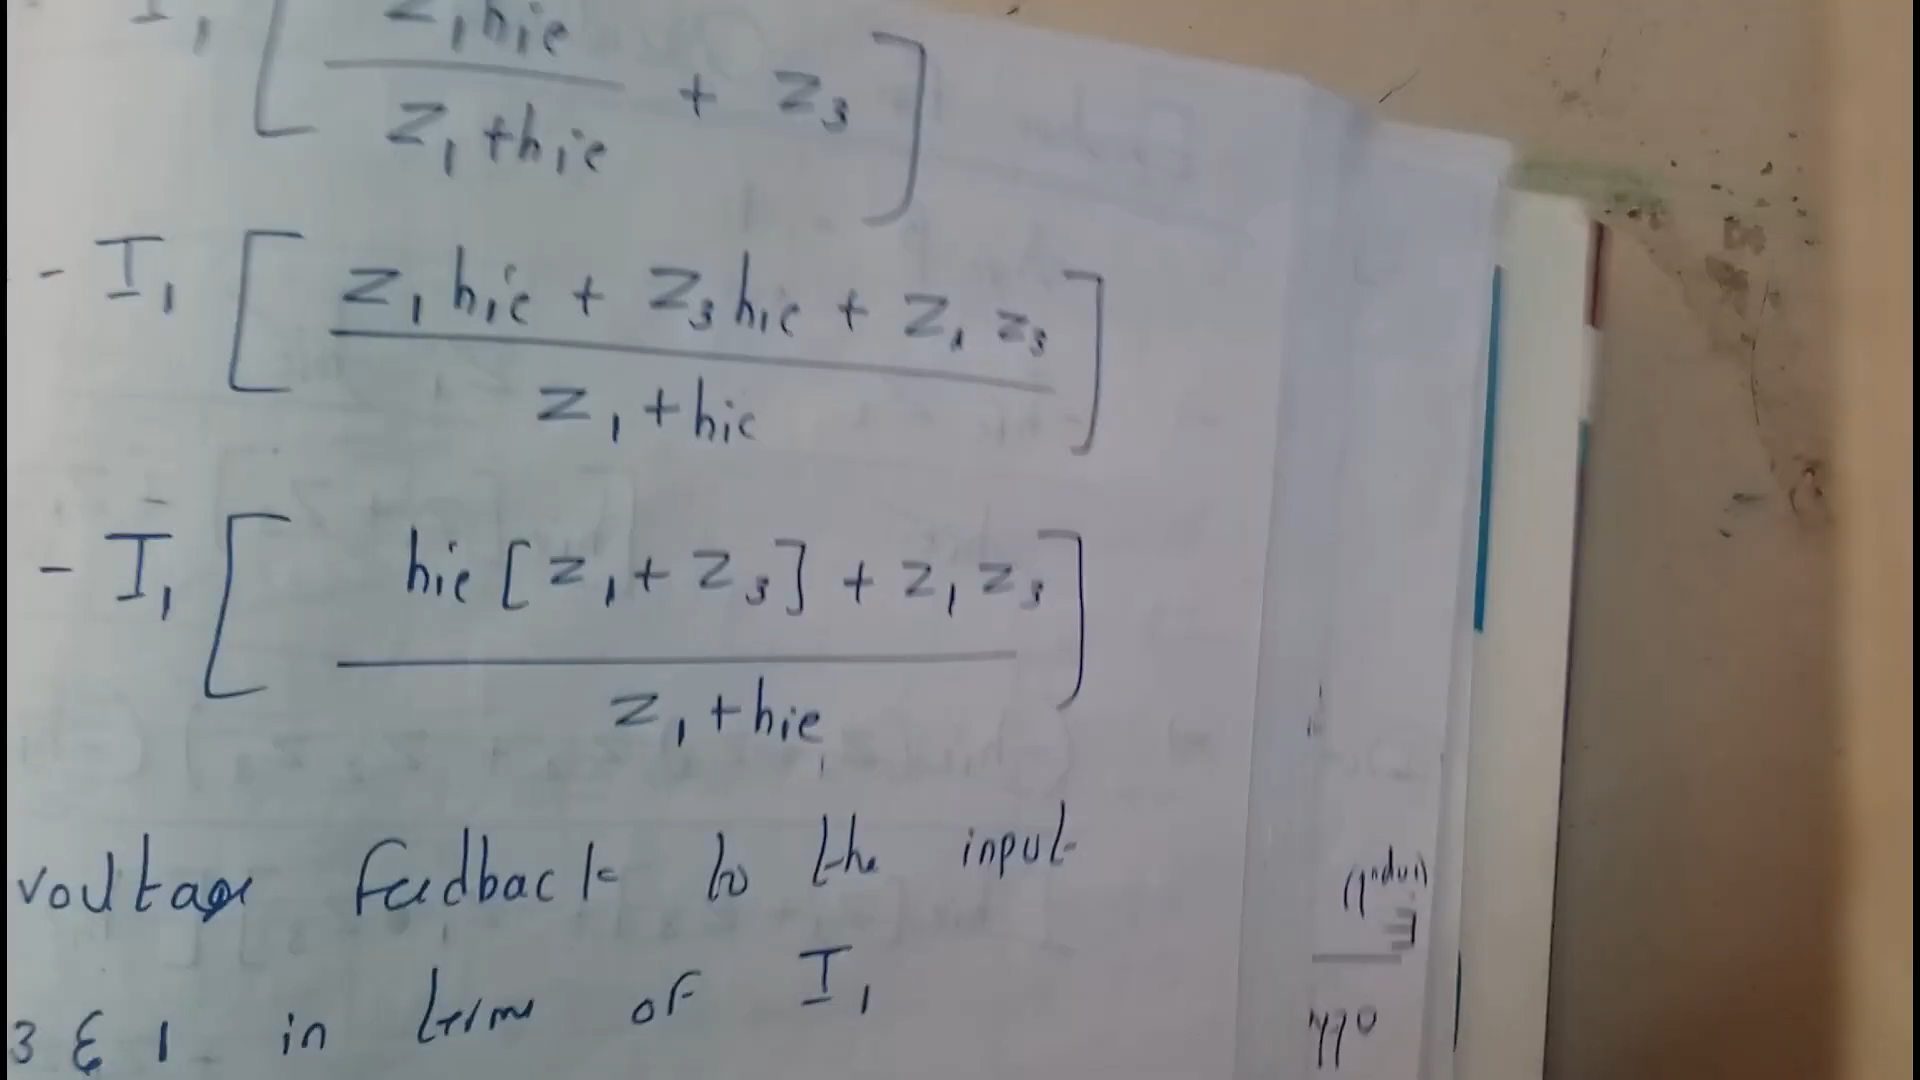 - I₁ [ Z₁hie / Z₁+hie + Z₃ ]
- I₁ [ Z₁hie + Z₃hie + Z₁Z₃ / Z₁+hie ]
- I₁ [ hie [Z₁+Z₃] + Z₁Z₃ / Z₁+hie ]
voltage feedback to the input
3 & 1 in terms of I₁